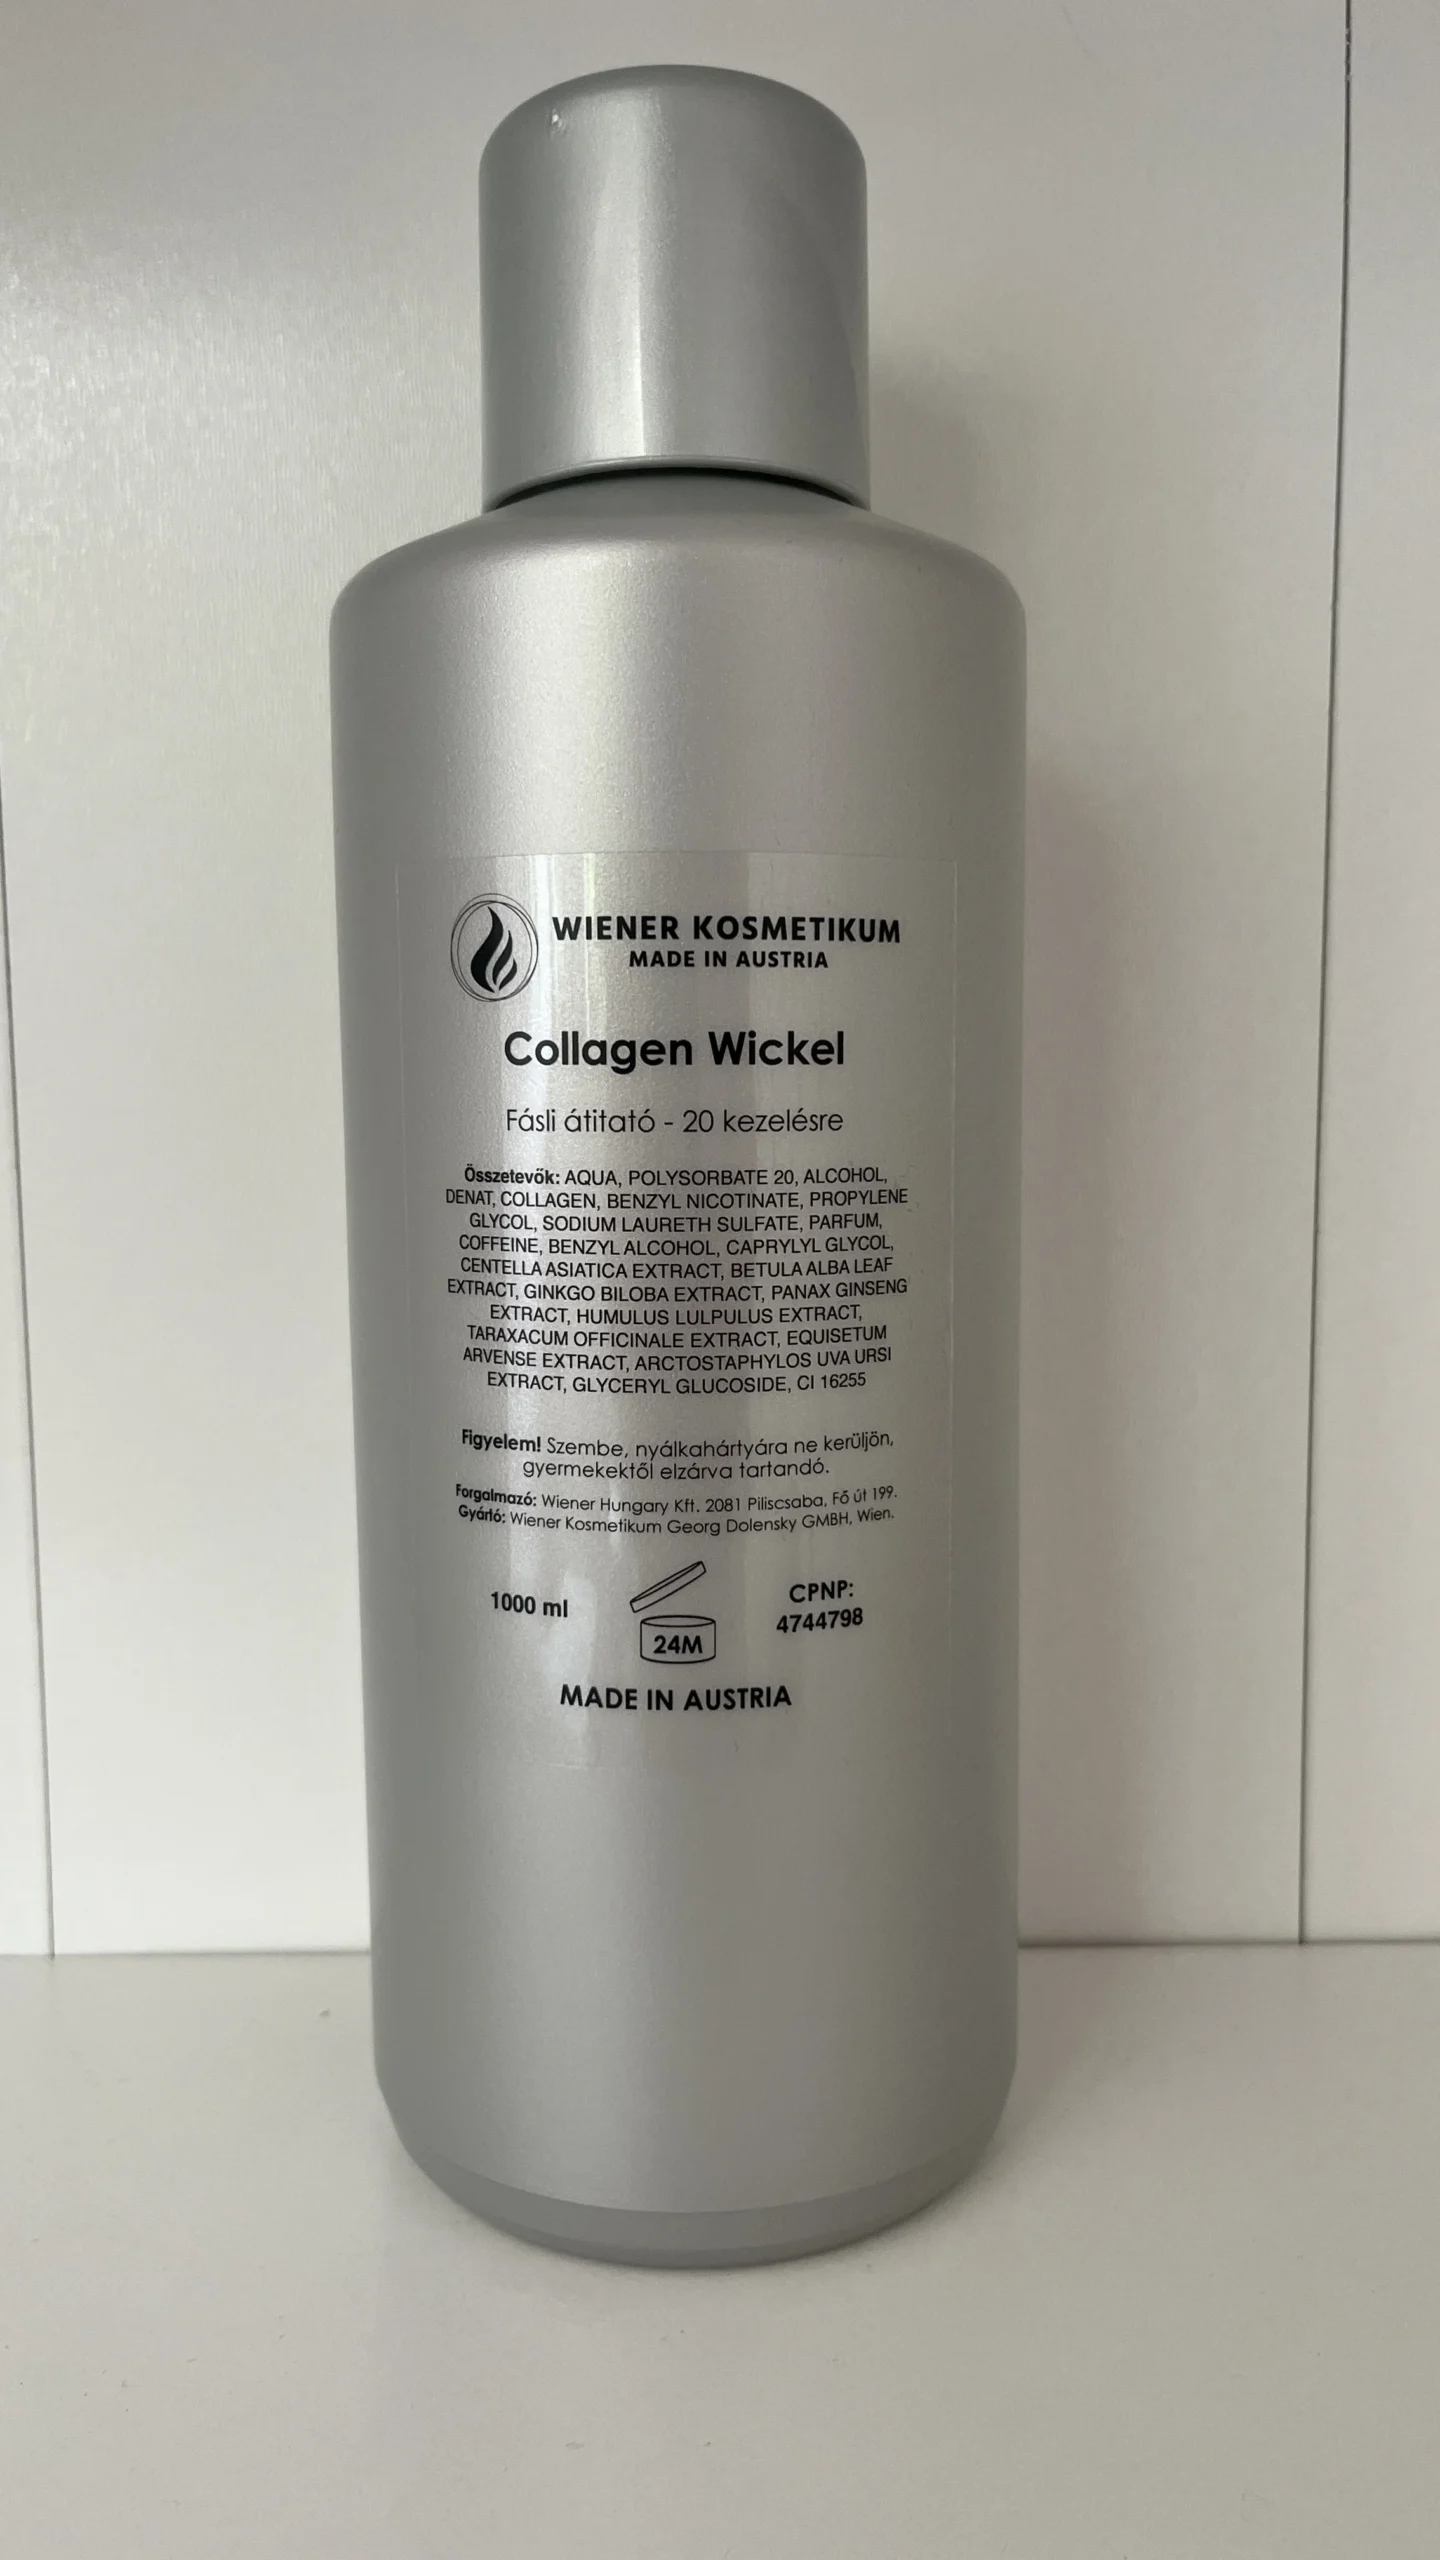 WIENER KOSMETIKUM
MADE IN AUSTRIA
Collagen Wickel
Fásli átitató - 20 kezelésre
Összetevők: AQUA, POLYSORBATE 20, ALCOHOL,
DENAT, COLLAGEN, BENZYL NICOTINATE, PROPYLENE
GLYCOL, SODIUM LAURETH SULFATE, PARFUM,
COFFEINE, BENZYL ALCOHOL, CAPRYLYL GLYCOL,
CENTELLA ASIATICA EXTRACT, BETULA ALBA LEAF
EXTRACT, GINKGO BILOBA EXTRACT, PANAX GINSENG
EXTRACT, HUMULUS LULPULUS EXTRACT,
TARAXACUM OFFICINALE EXTRACT, EQUISETUM
ARVENSE EXTRACT, ARCTOSTAPHYLOS UVA URSI
EXTRACT, GLYCERYL GLUCOSIDE, CI 16255
Figyelem! Szembe, nyálkahártyára ne kerüljön,
gyermekektől elzárva tartandó.
Forgalmazó: Wiener Hungary Kft. 2081 Piliscsaba, Fő út 199.
Gyártó: Wiener Kosmetikum Georg Dolensky GMBH, Wien.
1000 ml
24M
CPNP:
4744798
MADE IN AUSTRIA